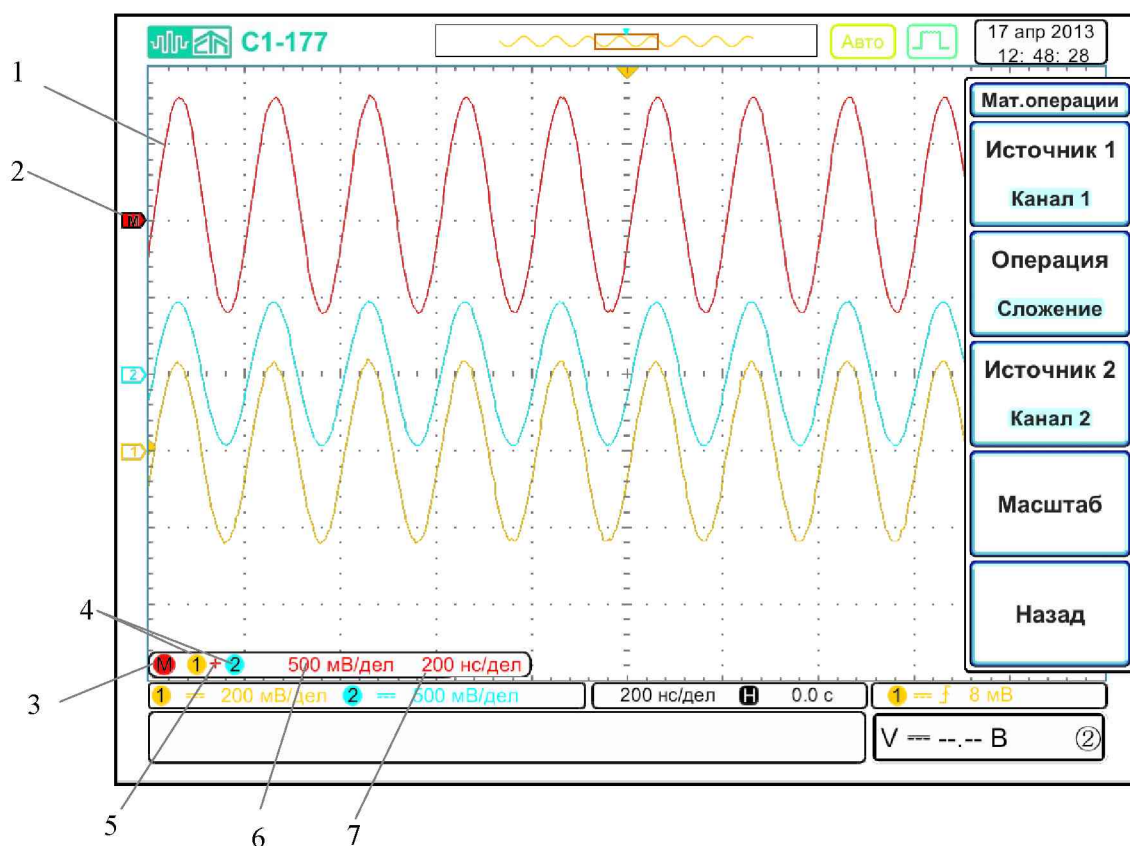 C1-177
Авто
17 апр 2013
12: 48: 28
1
2
M
2
1
Мат.операции
Источник 1
Канал 1
Операция
Сложение
Источник 2
Канал 2
Масштаб
Назад
4
3
M 1 + 2 500 мВ/дел 200 нс/дел
1 200 мВ/дел 2 500 мВ/дел 200 нс/дел H 0.0 с 1 8 мВ
V --.-- В ②
5
6
7